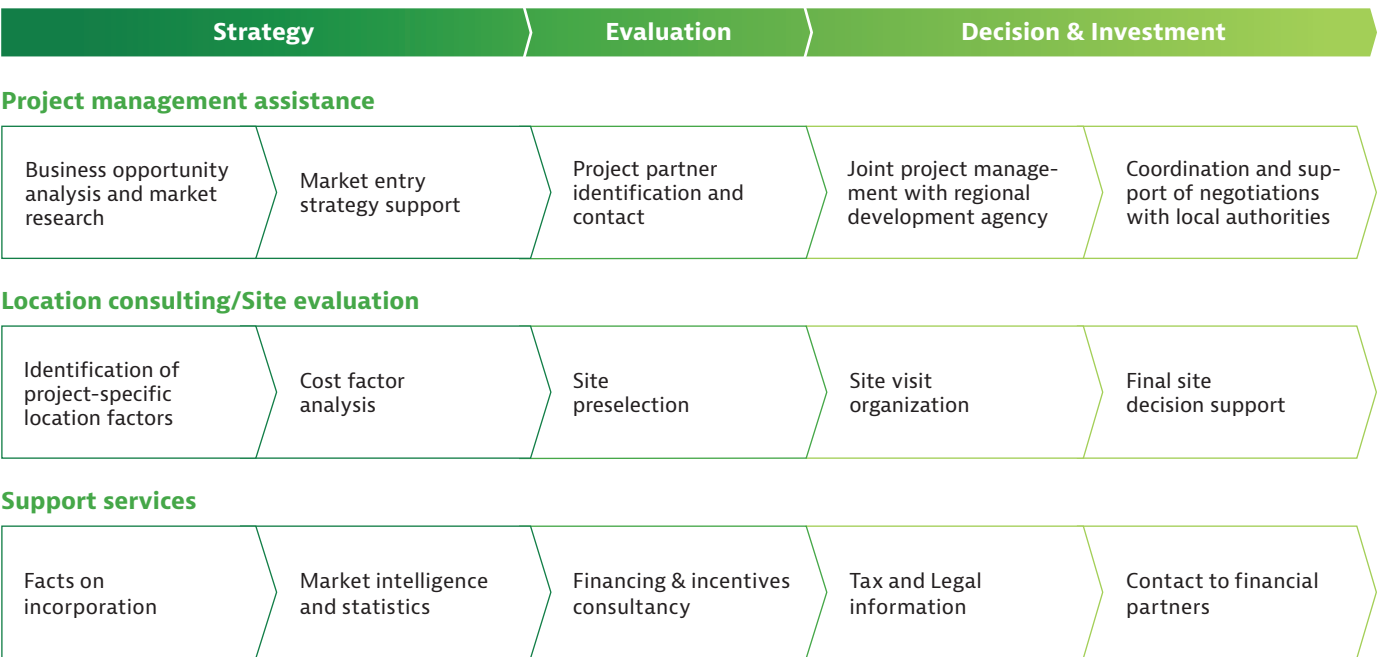 Strategy
Evaluation
Decision & Investment
Project management assistance
Business opportunity
analysis and market
research
Market entry
strategy support
Project partner
identification and
contact
Joint project manage-
ment with regional
development agency
Coordination and sup-
port of negotiations
with local authorities
Location consulting/Site evaluation
Identification of
project-specific
location factors
Cost factor
analysis
Site
preselection
Site visit
organization
Final site
decision support
Support services
Facts on
incorporation
Market intelligence
and statistics
Financing & incentives
consultancy
Tax and Legal
information
Contact to financial
partners